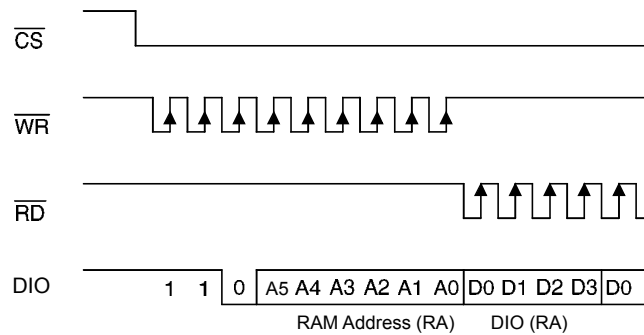 CS
WR
RD
DIO 1 1 0 A5 A4 A3 A2 A1 A0 D0 D1 D2 D3 D0
RAM Address (RA) DIO (RA)